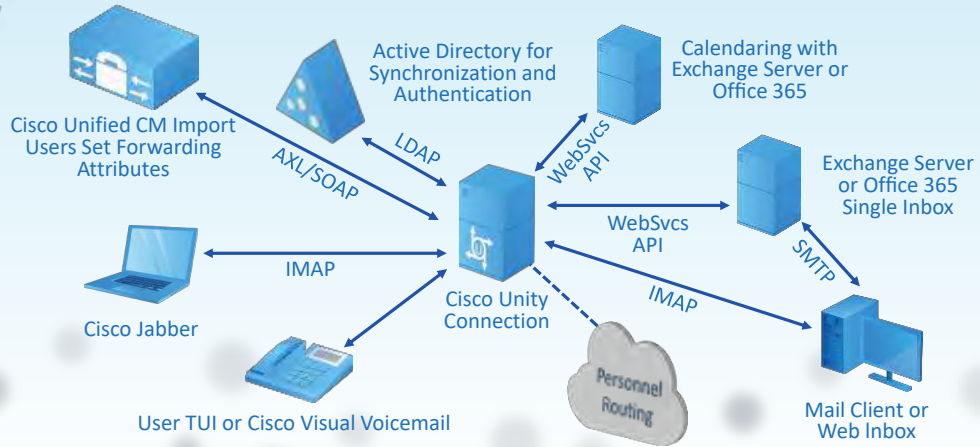 Cisco Unified CM Import
Users Set Forwarding
Attributes
Active Directory for
Synchronization and
Authentication
Calendaring with
Exchange Server or
Office 365
AXL/SOAP
LDAP
WebSvcs
API
Exchange Server
or Office 365
Single Inbox
WebSvcs
API
SMTP
IMAP
Cisco Jabber
Cisco Unity
Connection
IMAP
Personnel
Routing
User TUI or Cisco Visual Voicemail
Mail Client or
Web Inbox